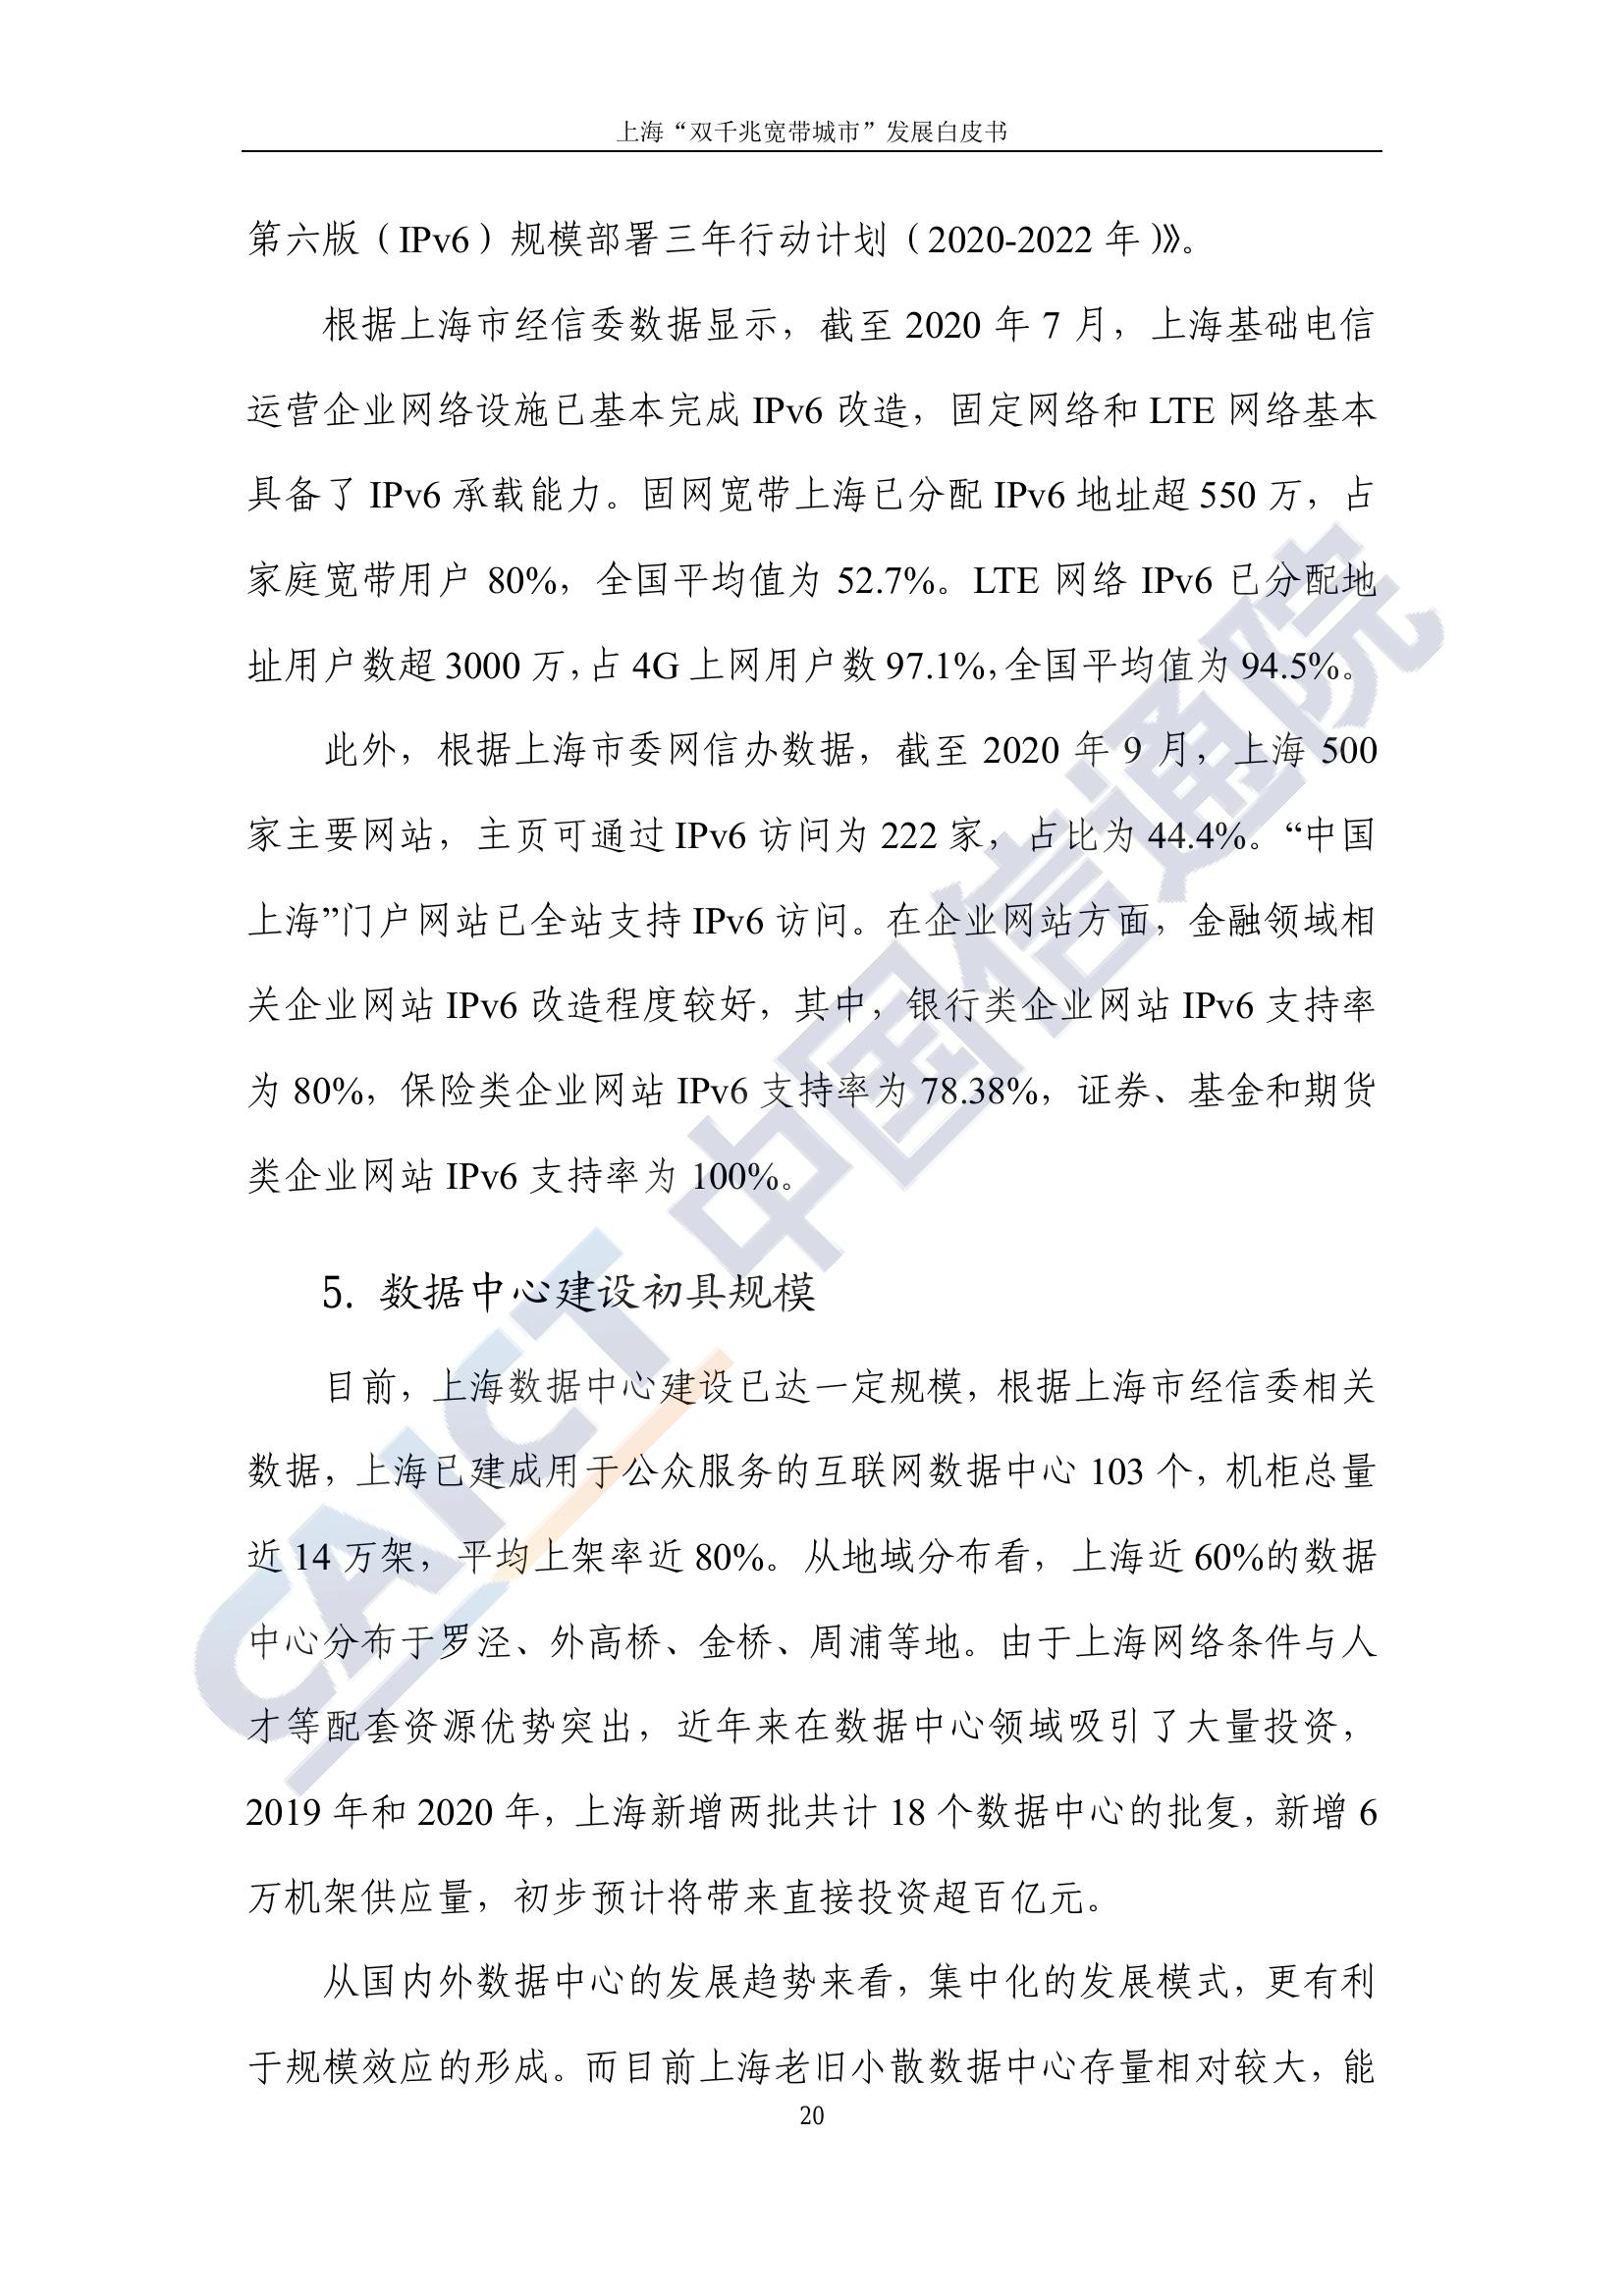 上海“双千兆宽带城市”发展白皮书
第六版（IPv6）规模部署三年行动计划（2020-2022 年）》。
根据上海市经信委数据显示，截至 2020 年 7 月，上海基础电信
运营企业网络设施已基本完成 IPv6 改造，固定网络和 LTE 网络基本
具备了 IPv6 承载能力。固网宽带上海已分配 IPv6 地址超 550 万，占
家庭宽带用户 80%，全国平均值为 52.7%。LTE 网络 IPv6 已分配地
址用户数超 3000 万，占 4G 上网用户数 97.1%，全国平均值为 94.5%。
此外，根据上海市委网信办数据，截至 2020 年 9 月，上海 500
家主要网站，主页可通过 IPv6 访问为 222 家，占比为 44.4%。“中国
上海”门户网站已全站支持 IPv6 访问。在企业网站方面，金融领域相
关企业网站 IPv6 改造程度较好，其中，银行类企业网站 IPv6 支持率
为 80%，保险类企业网站 IPv6 支持率为 78.38%，证券、基金和期货
类企业网站 IPv6 支持率为 100%。
5. 数据中心建设初具规模
目前，上海数据中心建设已达一定规模，根据上海市经信委相关
数据，上海已建成用于公众服务的互联网数据中心 103 个，机柜总量
近 14 万架，平均上架率近 80%。从地域分布看，上海近 60%的数据
中心分布于罗泾、外高桥、金桥、周浦等地。由于上海网络条件与人
才等配套资源优势突出，近年来在数据中心领域吸引了大量投资，
2019 年和 2020 年，上海新增两批共计 18 个数据中心的批复，新增 6
万机架供应量，初步预计将带来直接投资超百亿元。
从国内外数据中心的发展趋势来看，集中化的发展模式，更有利
于规模效应的形成。而目前上海老旧小散数据中心存量相对较大，能
20
CAICT 中国信通院